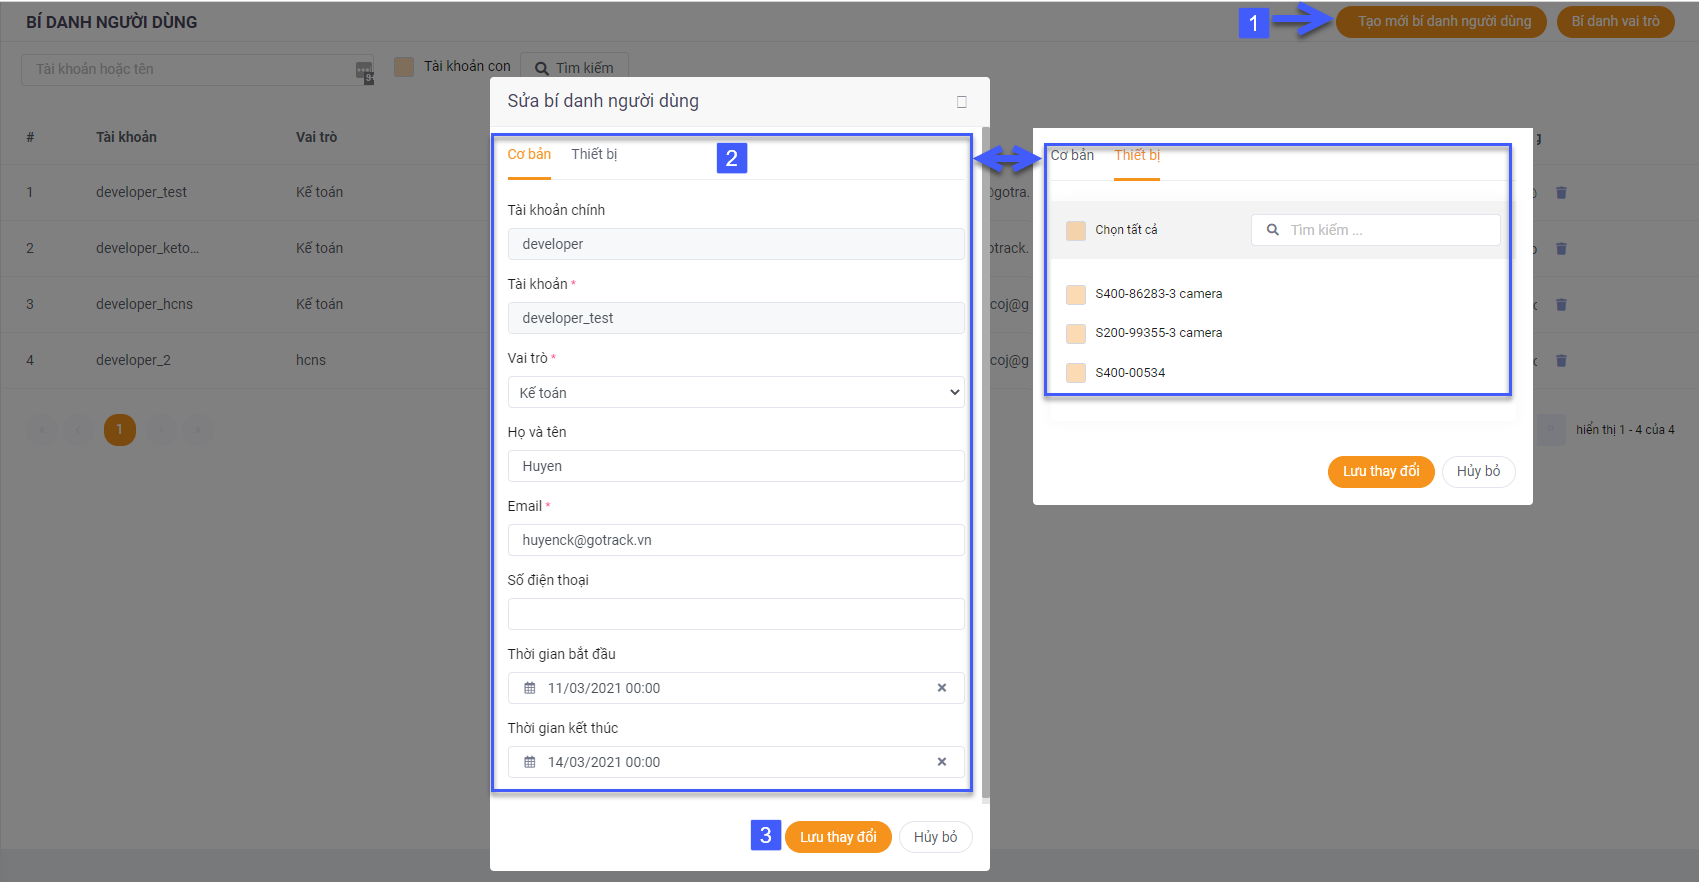 BÍ DANH NGƯỜI DÙNG
1
Tạo mới bí danh người dùng
Bí danh vai trò
Tài khoản hoặc tên
Tài khoản con
Tìm kiếm
# Tài khoản Vai trò
1 developer_test Kế toán @gotra.
2 developer_keto... Kế toán otrack.
3 developer_hcns Kế toán coj@g
4 developer_2 hcns coj@g
1
hiển thị 1 - 4 của 4
Sửa bí danh người dùng
Cơ bản Thiết bị
2
Tài khoản chính
developer
Tài khoản *
developer_test
Vai trò *
Kế toán
Họ và tên
Huyen
Email *
huyenck@gotrack.vn
Số điện thoại
Thời gian bắt đầu
11/03/2021 00:00
Thời gian kết thúc
14/03/2021 00:00
3
Lưu thay đổi Hủy bỏ
Cơ bản Thiết bị
Chọn tất cả
Tìm kiếm ...
S400-86283-3 camera
S200-99355-3 camera
S400-00534
Lưu thay đổi Hủy bỏ